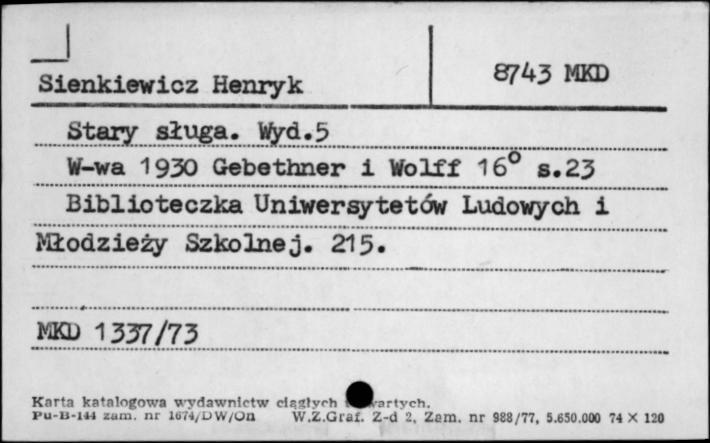 Sienkiewicz Henryk
8743 MKD
Stary sługa. Wyd.5
W-wa 1930 Gebethner i Wolff 16° s.23
Biblioteczka Uniwersytetów Ludowych i
Młodzieży Szkolnej. 215.
MKD 1337/73
Karta katalogowa wydawnictw ciągłych
Pu-B-144 zam. nr 1674/DW/On W.Z.Graf. Z-d 2, Zam. nr 988/77, 5.650.000 74 X 120